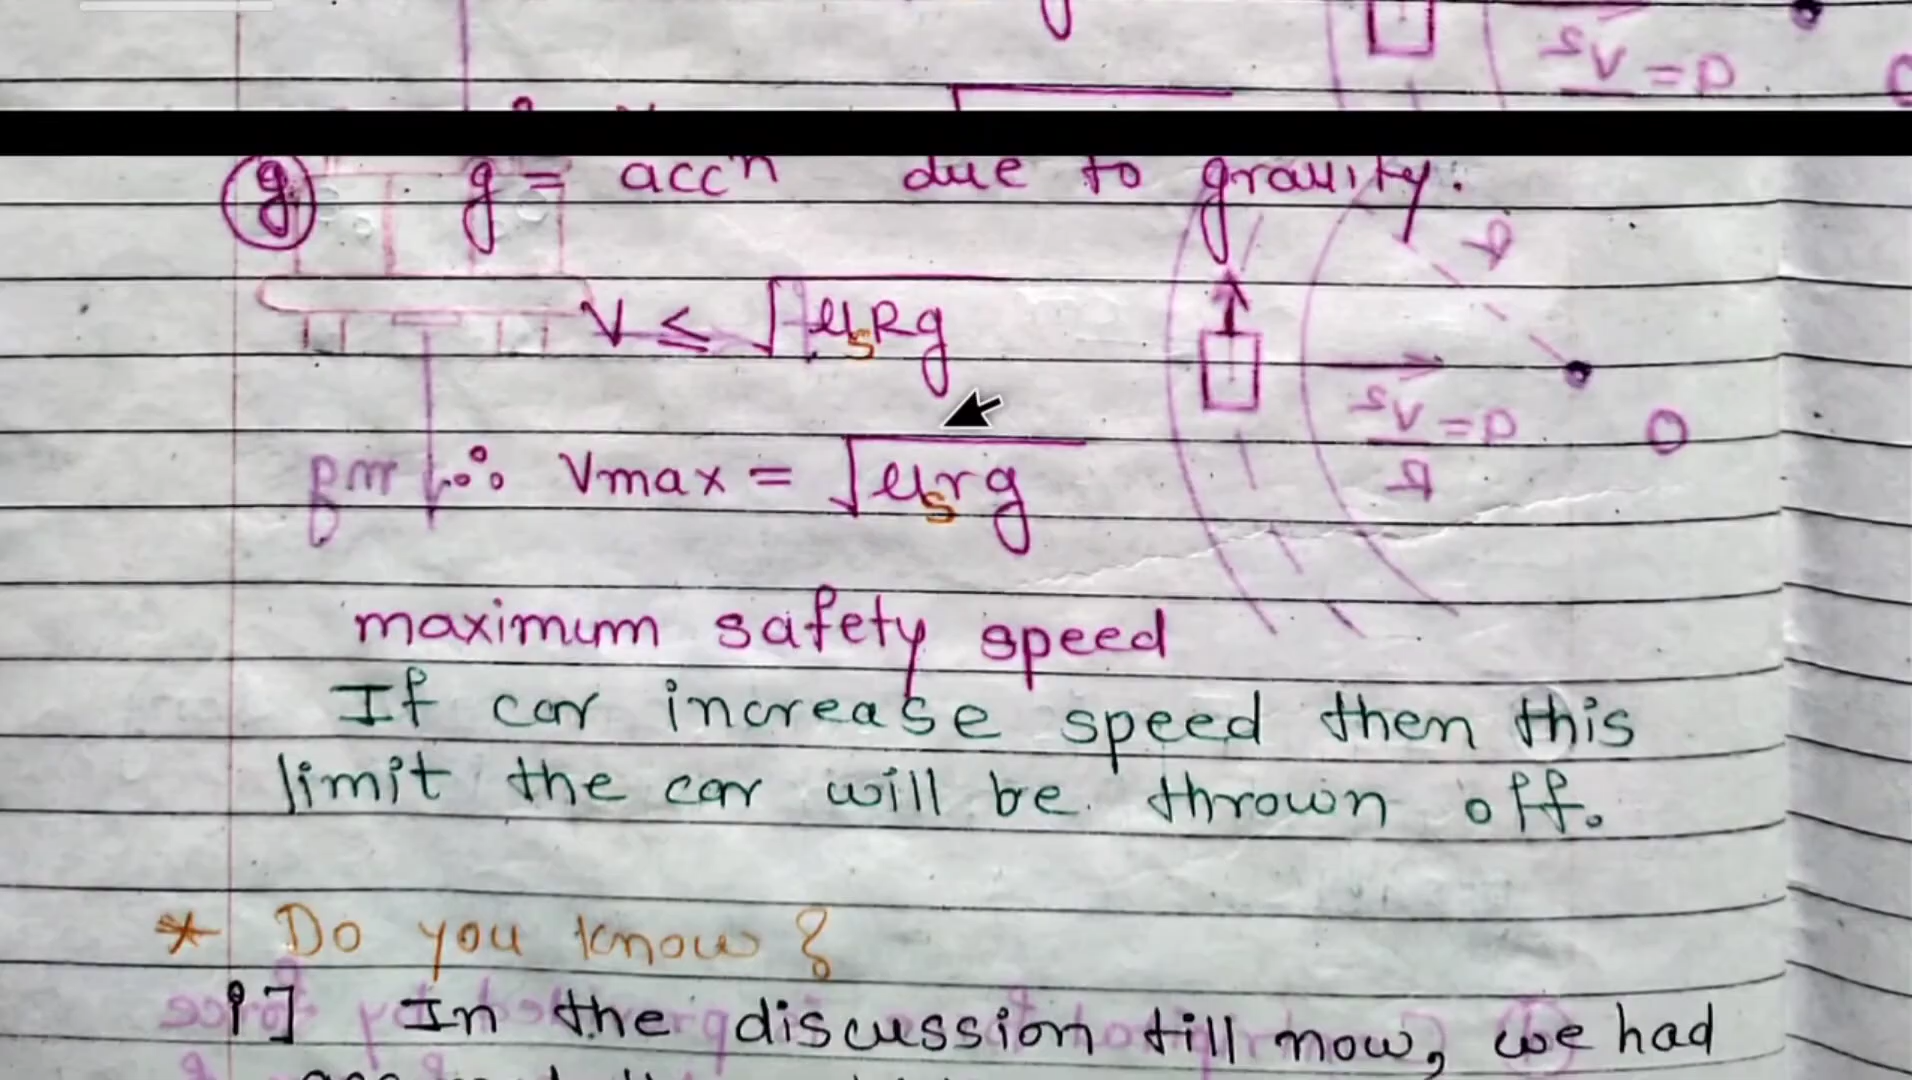 g g = accⁿ due to gravity.
V ≤ √μsRg
∴ Vmax = √μsrg
maximum safety speed
If car increase speed then this
limit the car will be thrown off.
* Do you know ?
1] In the discussion till now, we had